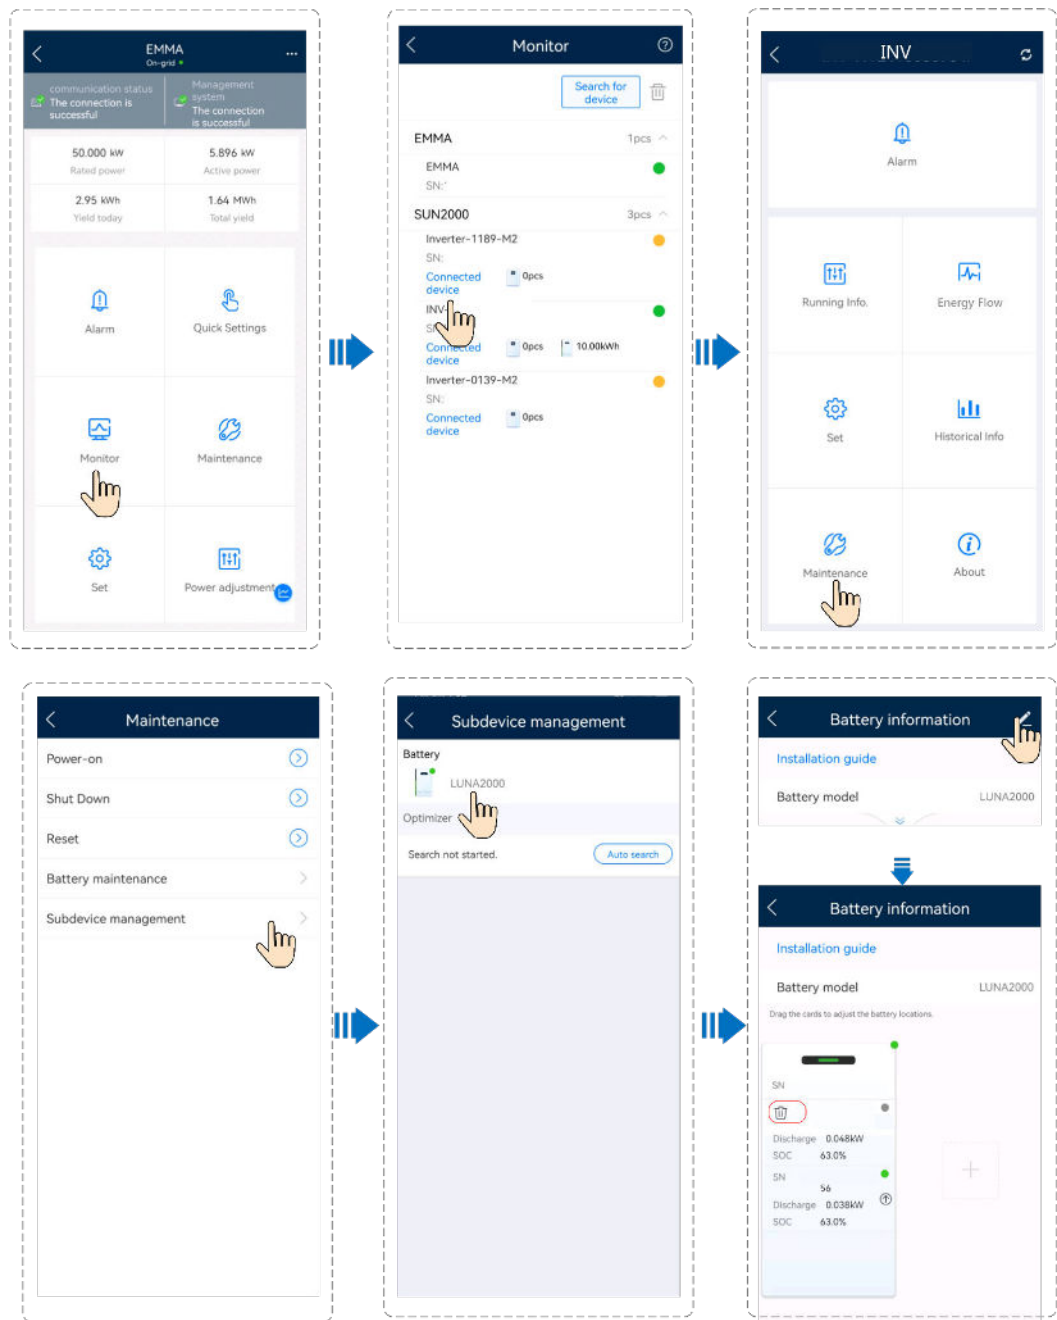 EMMA
On-grid
...
communication status
The connection is
successful
Management
system
The connection
is successful
50.000 kW
Rated power
5.896 kW
Active power
2.95 kWh
Yield today
1.64 MWh
Total yield
Alarm
Quick Settings
Monitor
Maintenance
Set
Power adjustment
Monitor
Search for
device
EMMA
1pcs
EMMA
SN:
SUN2000
3pcs
Inverter-1189-M2
SN:
Connected
device
0pcs
INV-
Connected
device
0pcs
10.00kWh
Inverter-0139-M2
SN:
Connected
device
0pcs
INV
Alarm
Running Info.
Energy Flow
Set
Historical Info
Maintenance
About
Maintenance
Power-on
Shut Down
Reset
Battery maintenance
Subdevice management
Subdevice management
Battery
LUNA2000
Optimizer
Search not started.
Auto search
Battery information
Installation guide
Battery model
LUNA2000
Battery information
Installation guide
Battery model
LUNA2000
Drag the cards to adjust the battery locations.
SN
Discharge 0.048kW
SOC 63.0%
SN
56
Discharge 0.038kW
SOC 63.0%